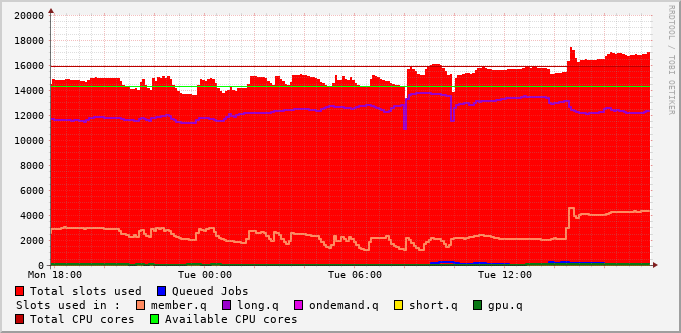 20000
18000
16000
14000
12000
10000
8000
6000
4000
2000
0
Mon 18:00 Tue 00:00 Tue 06:00 Tue 12:00
Total slots used Queued Jobs
Slots used in : member.q long.q ondemand.q short.q gpu.q
Total CPU cores Available CPU cores
RRDTOOL / TOBI OETIKER